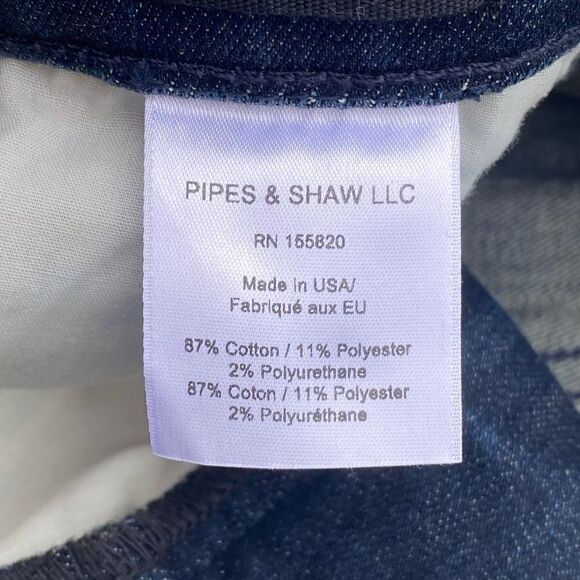 PIPES & SHAW LLC
RN 155820
Made in USA/
Fabriqué aux EU
87% Cotton / 11% Polyester
2% Polyurethane
87% Coton / 11% Polyester
2% Polyuréthane